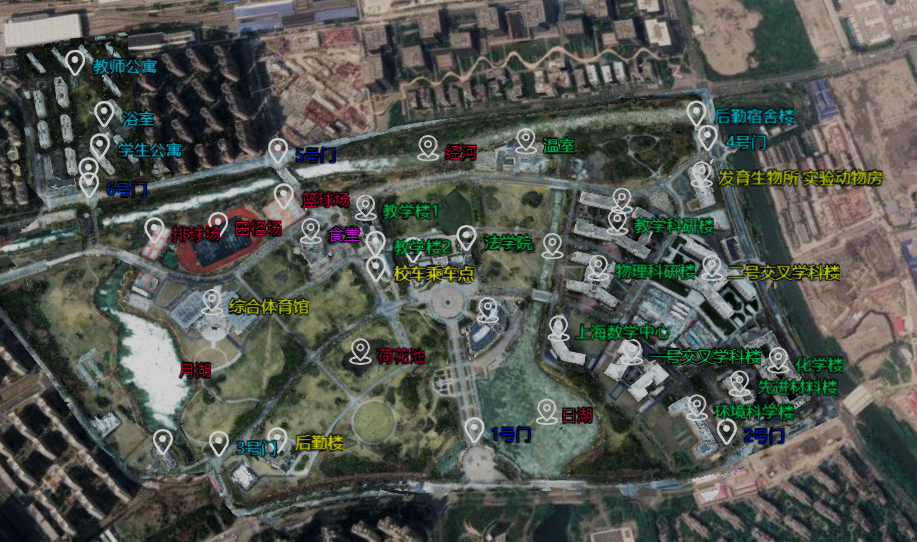 教师公寓
浴室
学生公寓
6号门
5号门
经河
温室
后勤宿舍楼
4号门
发育生物所 实验动物房
排球场
田径场
篮球场
食堂
教学楼1
教学楼2
法学院
教学科研楼
校车乘车点
物理科研楼
二号交叉学科楼
综合体育馆
上海数学中心
荷花池
一号交叉学科楼
化学楼
月湖
先进材料楼
日湖
环境科学楼
1号门
2号门
3号门
后勤楼